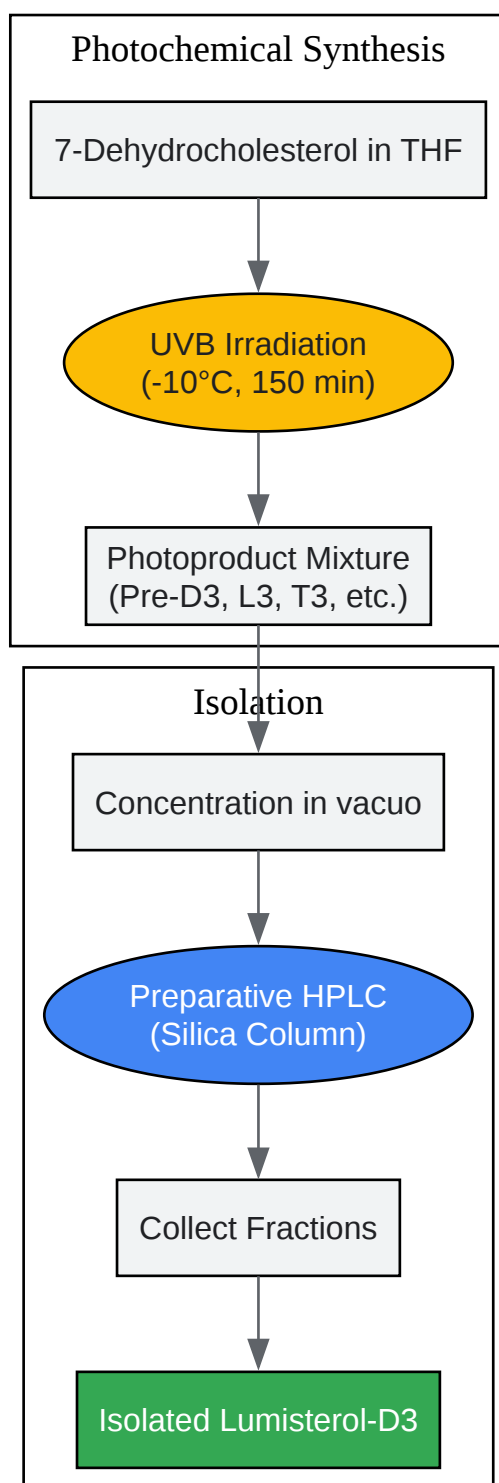 Photochemical Synthesis
7-Dehydrocholesterol in THF
UVB Irradiation
(-10°C, 150 min)
Photoproduct Mixture
(Pre-D3, L3, T3, etc.)
Isolation
Concentration in vacuo
Preparative HPLC
(Silica Column)
Collect Fractions
Isolated Lumisterol-D3